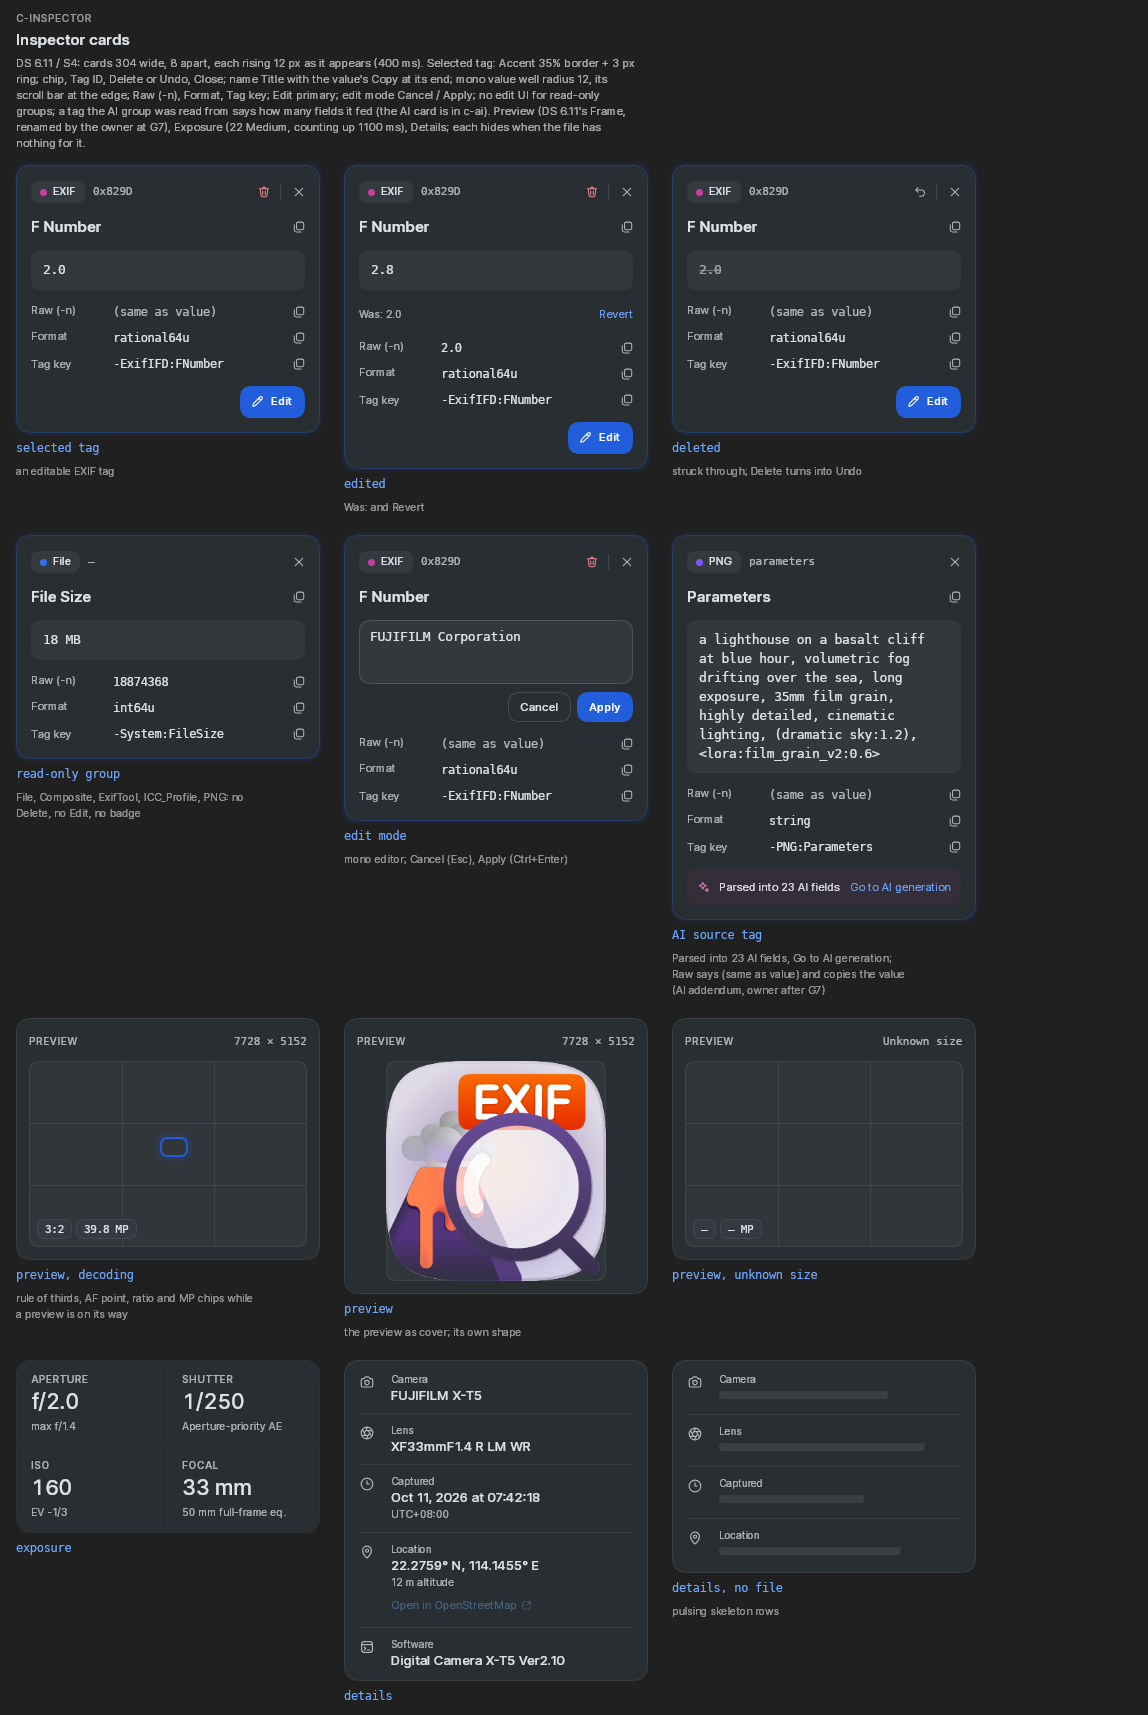 C-INSPECTOR
Inspector cards
DS 6.11 / S4: cards 304 wide, 8 apart, each rising 12 px as it appears (400 ms). Selected tag: Accent 35% border + 3 px
ring; chip, Tag ID, Delete or Undo, Close; name Title with the value's Copy at its end; mono value well radius 12, its
scroll bar at the edge; Raw (-n), Format, Tag key; Edit primary; edit mode Cancel / Apply; no edit UI for read-only
groups; a tag the AI group was read from says how many fields it fed (the AI card is in c-ai). Preview (DS 6.11's Frame,
renamed by the owner at G7), Exposure (22 Medium, counting up 1100 ms), Details; each hides when the file has
nothing for it.
EXIF 0x829D
F Number
2.0
Raw (-n) (same as value)
Format rational64u
Tag key -ExifIFD:FNumber
Edit
selected tag
an editable EXIF tag
EXIF 0x829D
F Number
2.8
Was: 2.0 Revert
Raw (-n) 2.0
Format rational64u
Tag key -ExifIFD:FNumber
Edit
edited
Was: and Revert
EXIF 0x829D
F Number
2.0
Raw (-n) (same as value)
Format rational64u
Tag key -ExifIFD:FNumber
Edit
deleted
struck through; Delete turns into Undo
File —
File Size
18 MB
Raw (-n) 18874368
Format int64u
Tag key -System:FileSize
read-only group
File, Composite, ExifTool, ICC_Profile, PNG: no
Delete, no Edit, no badge
EXIF 0x829D
F Number
FUJIFILM Corporation
Cancel Apply
Raw (-n) (same as value)
Format rational64u
Tag key -ExifIFD:FNumber
edit mode
mono editor; Cancel (Esc), Apply (Ctrl+Enter)
PNG parameters
Parameters
a lighthouse on a basalt cliff
at blue hour, volumetric fog
drifting over the sea, long
exposure, 35mm film grain,
highly detailed, cinematic
lighting, (dramatic sky:1.2),
<lora:film_grain_v2:0.6>
Raw (-n) (same as value)
Format string
Tag key -PNG:Parameters
Parsed into 23 AI fields Go to AI generation
AI source tag
Parsed into 23 AI fields, Go to AI generation;
Raw says (same as value) and copies the value
(AI addendum, owner after G7)
PREVIEW 7728 × 5152
3:2 39.8 MP
preview, decoding
rule of thirds, AF point, ratio and MP chips while
a preview is on its way
PREVIEW 7728 × 5152
EXIF
preview
the preview as cover; its own shape
PREVIEW Unknown size
— — MP
preview, unknown size
APERTURE SHUTTER
f/2.0 1/250
max f/1.4 Aperture-priority AE
ISO FOCAL
160 33 mm
EV -1/3 50 mm full-frame eq.
exposure
Camera
FUJIFILM X-T5
Lens
XF33mmF1.4 R LM WR
Captured
Oct 11, 2026 at 07:42:18
UTC+08:00
Location
22.2759° N, 114.1455° E
12 m altitude
Open in OpenStreetMap
Software
Digital Camera X-T5 Ver2.10
details
Camera
Lens
Captured
Location
details, no file
pulsing skeleton rows